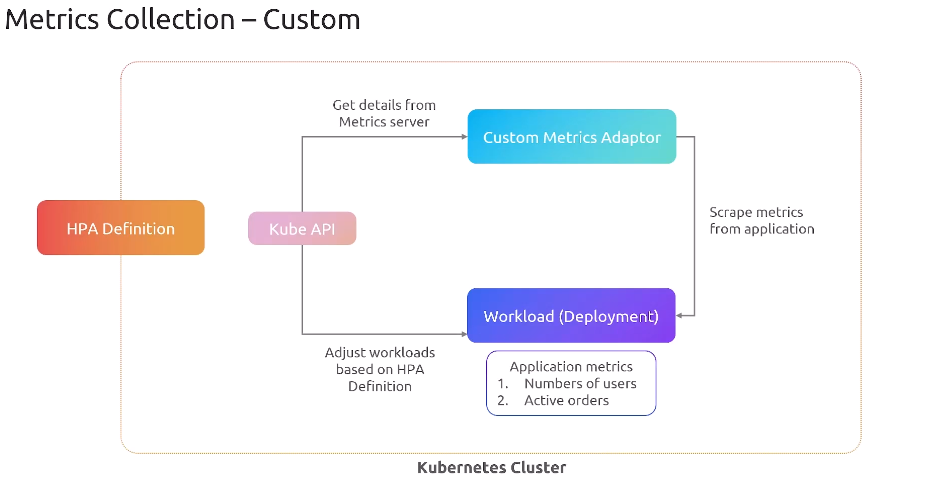 Metrics Collection – Custom
Get details from
Metrics server
Custom Metrics Adaptor
HPA Definition
Kube API
Scrape metrics
from application
Workload (Deployment)
Adjust workloads
based on HPA
Definition
Application metrics
1. Numbers of users
2. Active orders
Kubernetes Cluster